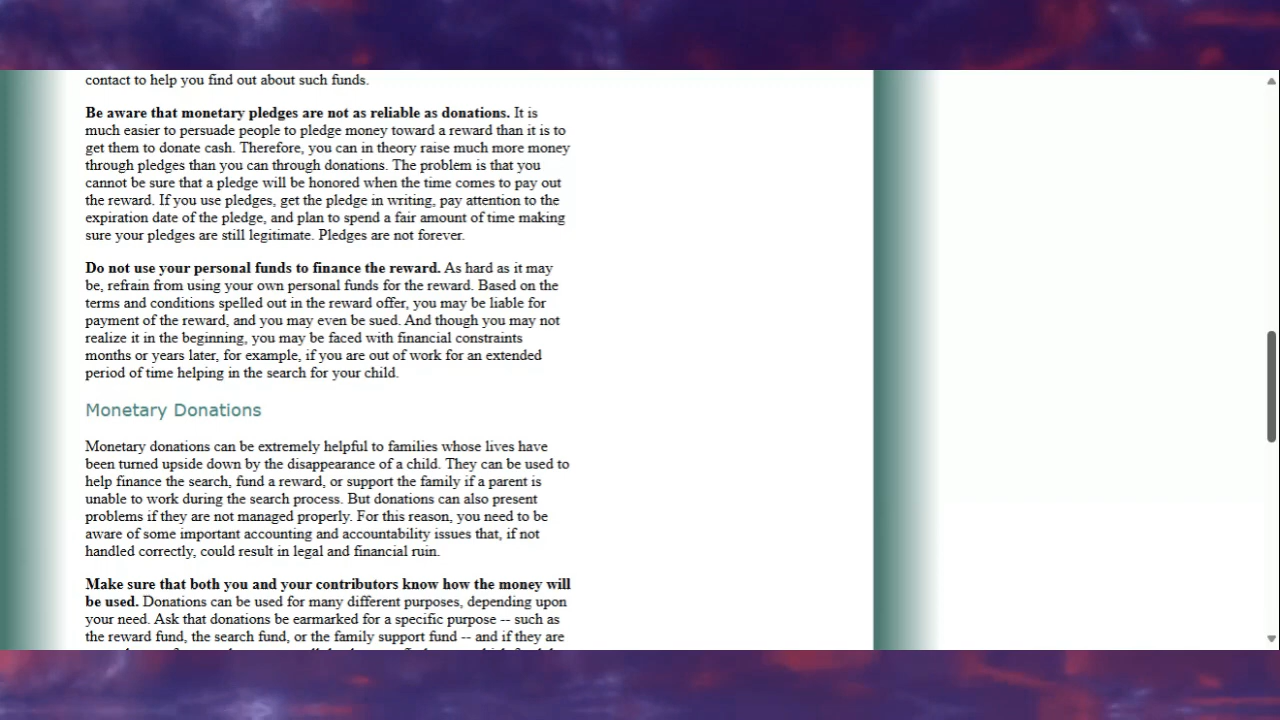 contact to help you find out about such funds.
Be aware that monetary pledges are not as reliable as donations. It is
much easier to persuade people to pledge money toward a reward than it is to
get them to donate cash. Therefore, you can in theory raise much more money
through pledges than you can through donations. The problem is that you
cannot be sure that a pledge will be honored when the time comes to pay out
the reward. If you use pledges, get the pledge in writing, pay attention to the
expiration date of the pledge, and plan to spend a fair amount of time making
sure your pledges are still legitimate. Pledges are not forever.
Do not use your personal funds to finance the reward. As hard as it may
be, refrain from using your own personal funds for the reward. Based on the
terms and conditions spelled out in the reward offer, you may be liable for
payment of the reward, and you may even be sued. And though you may not
realize it in the beginning, you may be faced with financial constraints
months or years later, for example, if you are out of work for an extended
period of time helping in the search for your child.
Monetary Donations
Monetary donations can be extremely helpful to families whose lives have
been turned upside down by the disappearance of a child. They can be used to
help finance the search, fund a reward, or support the family if a parent is
unable to work during the search process. But donations can also present
problems if they are not managed properly. For this reason, you need to be
aware of some important accounting and accountability issues that, if not
handled correctly, could result in legal and financial ruin.
Make sure that both you and your contributors know how the money will
be used. Donations can be used for many different purposes, depending upon
your need. Ask that donations be earmarked for a specific purpose -- such as
the reward fund, the search fund, or the family support fund -- and if they are